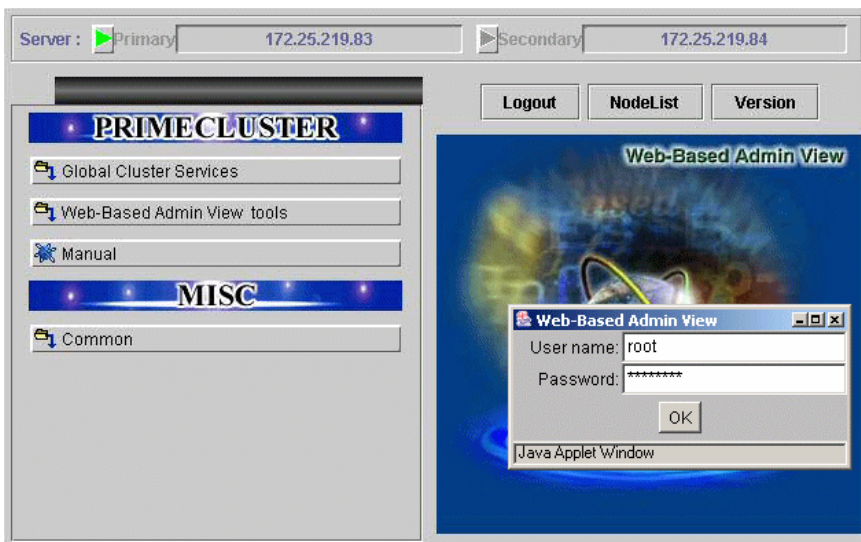 Server : Primary 172.25.219.83 Secondary 172.25.219.84
Logout NodeList Version
PRIMECLUSTER
Global Cluster Services
Web-Based Admin View tools
Manual
MISC
Common
Web-Based Admin View
Web-Based Admin View
User name: root
Password: ********
OK
Java Applet Window